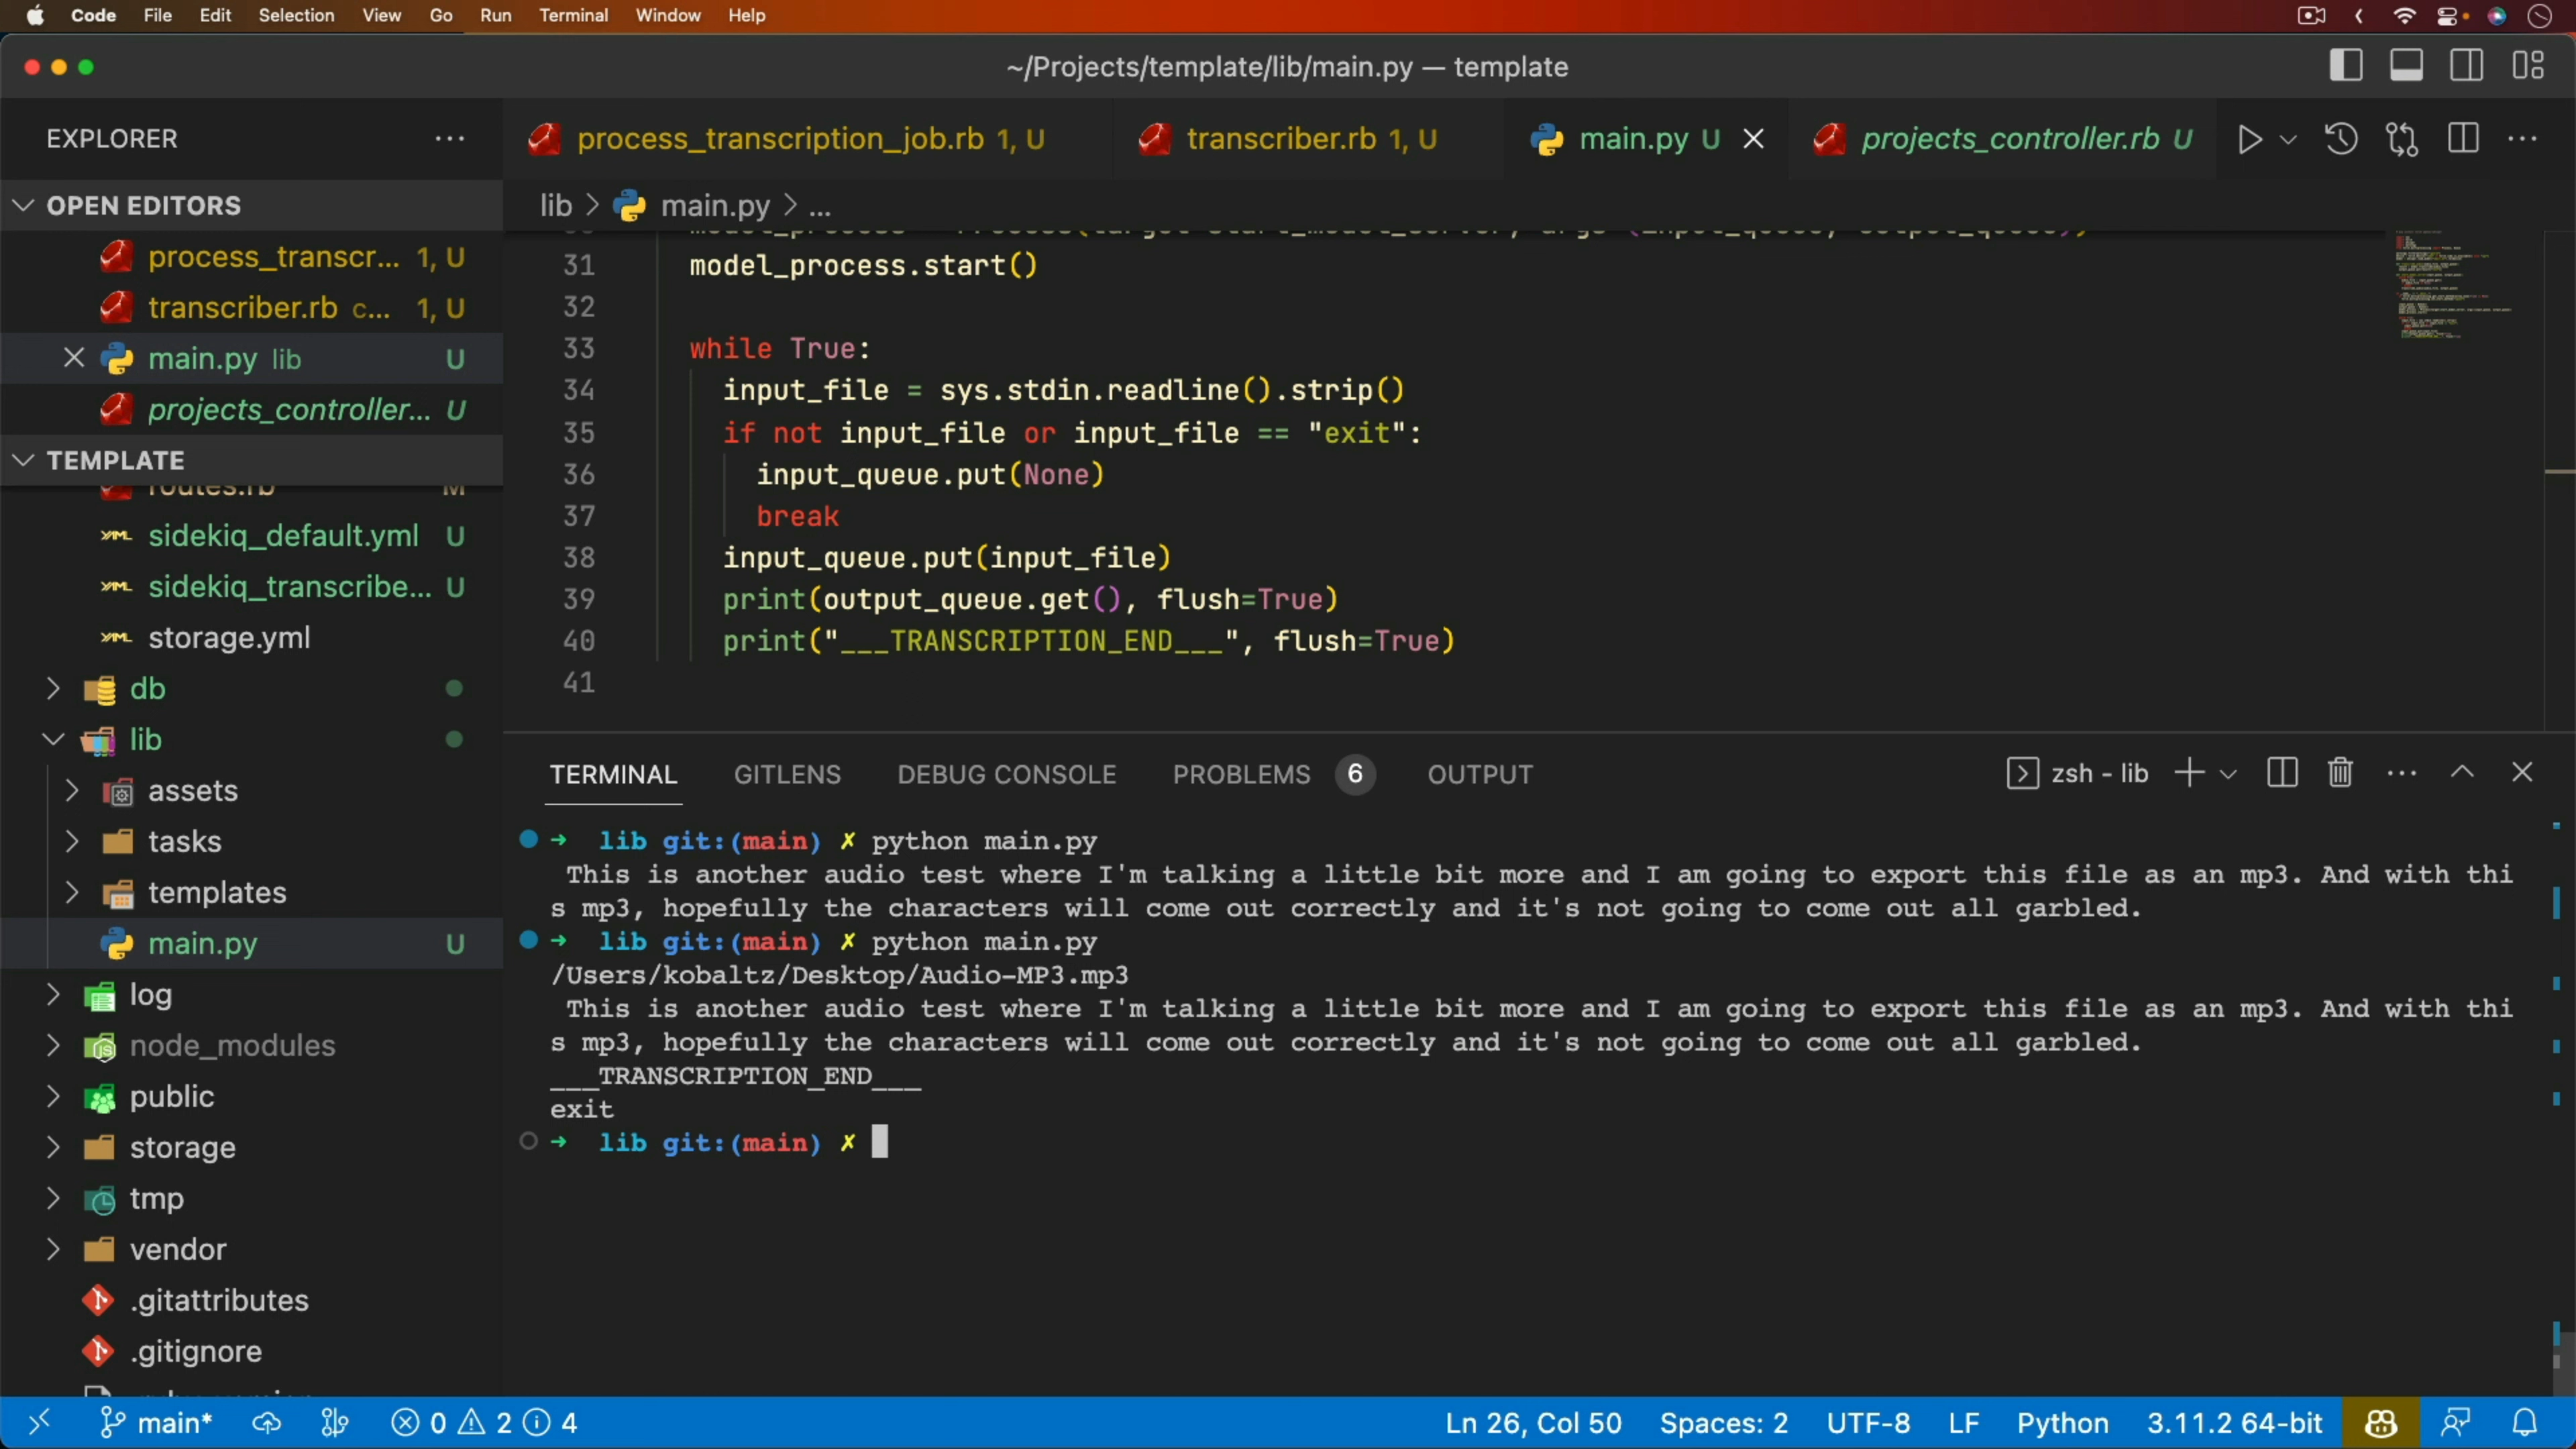 Code File Edit Selection View Go Run Terminal Window Help
~/Projects/template/lib/main.py — template
EXPLORER
OPEN EDITORS
process_transcr... 1, U
transcriber.rb c... 1, U
main.py lib U
projects_controller... U
TEMPLATE
routes.rb M
sidekiq_default.yml U
sidekiq_transcribe... U
storage.yml
db
lib
assets
tasks
templates
main.py U
log
node_modules
public
storage
tmp
vendor
.gitattributes
.gitignore
process_transcription_job.rb 1, U
transcriber.rb 1, U
main.py U
projects_controller.rb U
lib > main.py > ...
31 model_process.start()
32
33 while True:
34 input_file = sys.stdin.readline().strip()
35 if not input_file or input_file == "exit":
36 input_queue.put(None)
37 break
38 input_queue.put(input_file)
39 print(output_queue.get(), flush=True)
40 print("___TRANSCRIPTION_END___", flush=True)
41
TERMINAL GITLENS DEBUG CONSOLE PROBLEMS 6 OUTPUT
zsh - lib
→ lib git:(main) ✗ python main.py
This is another audio test where I'm talking a little bit more and I am going to export this file as an mp3. And with thi
s mp3, hopefully the characters will come out correctly and it's not going to come out all garbled.
→ lib git:(main) ✗ python main.py
/Users/kobaltz/Desktop/Audio-MP3.mp3
This is another audio test where I'm talking a little bit more and I am going to export this file as an mp3. And with thi
s mp3, hopefully the characters will come out correctly and it's not going to come out all garbled.
___TRANSCRIPTION_END___
exit
→ lib git:(main) ✗
main* 0 2 4
Ln 26, Col 50 Spaces: 2 UTF-8 LF Python 3.11.2 64-bit